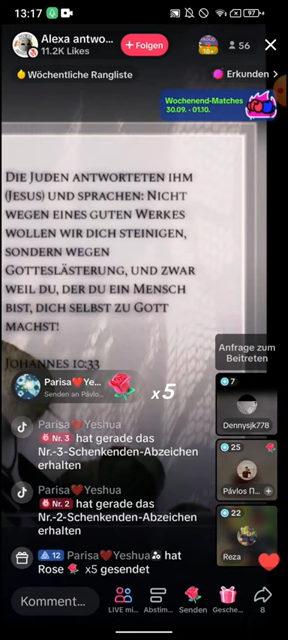 13:17
97
Alexa antwo...
11.2K Likes
+ Folgen
18+
56
Wöchentliche Rangliste
Erkunden >
Wochenend-Matches
30.09. - 01.10.
DIE JUDEN ANTWORTETEN IHM
(JESUS) UND SPRACHEN: NICHT
WEGEN EINES GUTEN WERKES
WOLLEN WIR DICH STEINIGEN,
SONDERN WEGEN
GOTTESLÄSTERUNG, UND ZWAR
WEIL DU, DER DU EIN MENSCH
BIST, DICH SELBST ZU GOTT
MACHST!
JOHANNES 10:33
Anfrage zum
Beitreten
Parisa❤️Ye...
Senden an Pávlo...
x5
7
Dennysjk778
Parisa❤️Yeshua
Nr. 3 hat gerade das
Nr.-3-Schenkenden-Abzeichen
erhalten
25
Pávlos Π...
Parisa❤️Yeshua
Nr. 2 hat gerade das
Nr.-2-Schenkenden-Abzeichen
erhalten
22
Reza
12 Parisa❤️Yeshua hat
Rose 🌹 x5 gesendet
Komment...
LIVE mi...
Abstim...
Senden
Gesche...
8